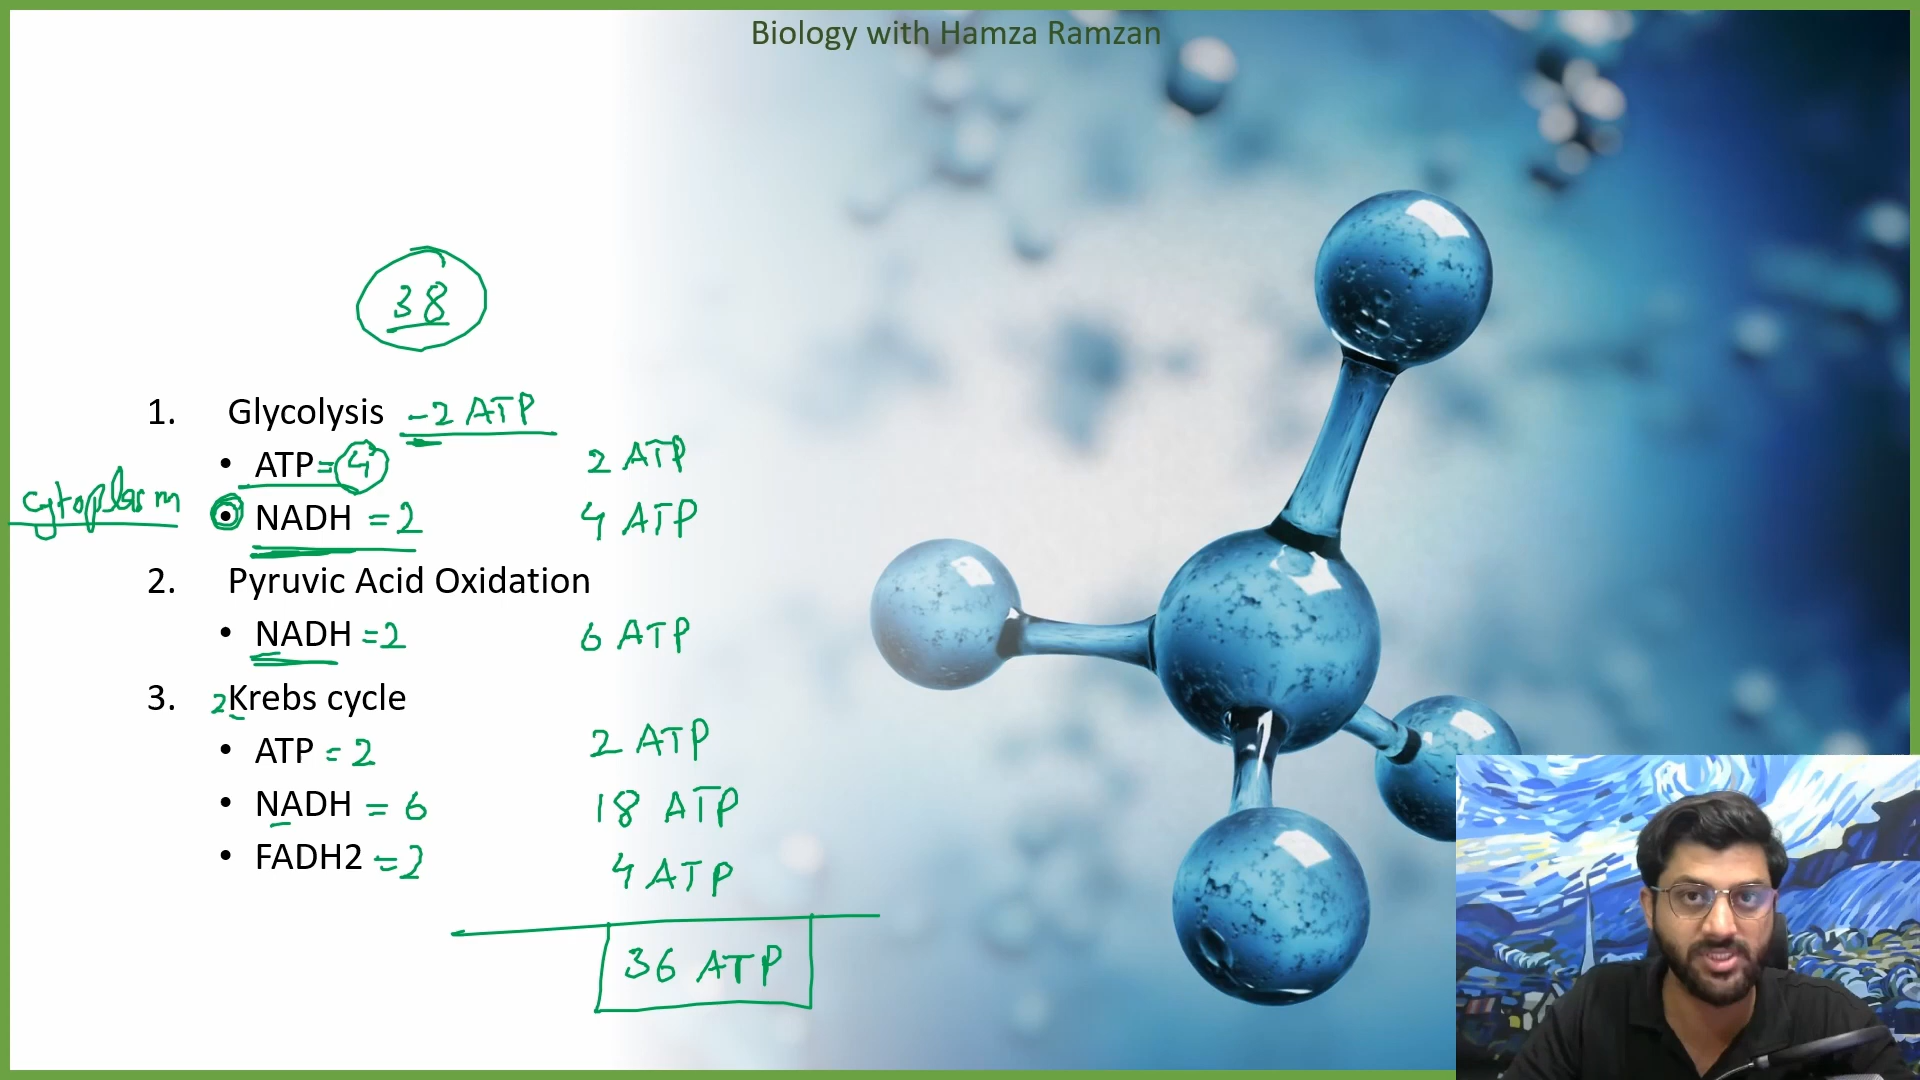 Biology with Hamza Ramzan
38
1. Glycolysis -2 ATP
• ATP = 4 2 ATP
cytoplasm • NADH = 2 4 ATP
2. Pyruvic Acid Oxidation
• NADH = 2 6 ATP
3. 2 Krebs cycle
• ATP = 2 2 ATP
• NADH = 6 18 ATP
• FADH2 = 2 4 ATP
36 ATP